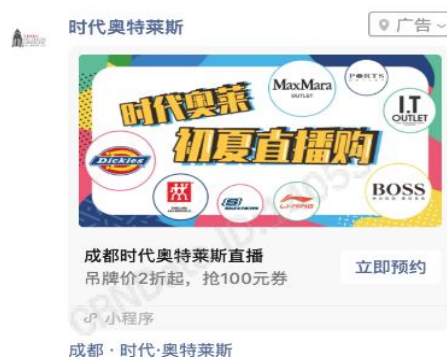 时代奥特莱斯
广告
MaxMara
OUTLET
PORTS
I.T
OUTLET
时代奥莱
初夏直播购
Dickies
LI-NING
BOSS
成都时代奥特莱斯直播
吊牌价2折起，抢100元券
立即预约
小程序
成都·时代·奥特莱斯